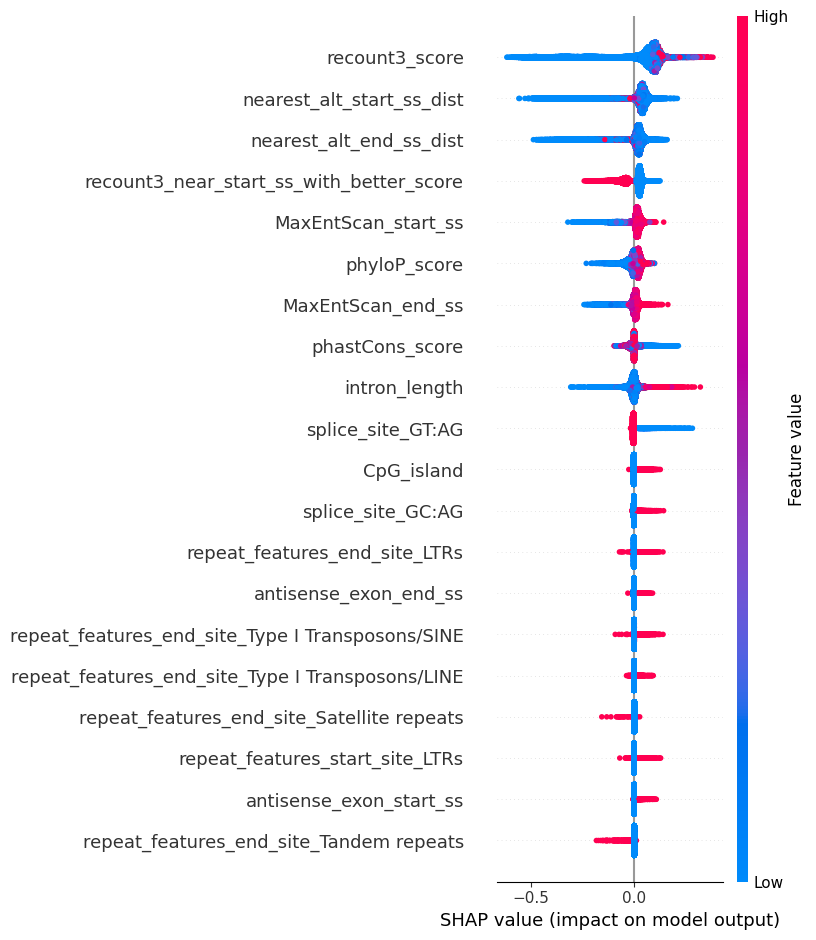 High
recount3_score
nearest_alt_start_ss_dist
nearest_alt_end_ss_dist
recount3_near_start_ss_with_better_score
MaxEntScan_start_ss
phyloP_score
MaxEntScan_end_ss
phastCons_score
intron_length
splice_site_GT:AG
CpG_island
splice_site_GC:AG
repeat_features_end_site_LTRs
antisense_exon_end_ss
repeat_features_end_site_Type I Transposons/SINE
repeat_features_end_site_Type I Transposons/LINE
repeat_features_end_site_Satellite repeats
repeat_features_start_site_LTRs
antisense_exon_start_ss
repeat_features_end_site_Tandem repeats
Feature value
Low
−0.5 0.0
SHAP value (impact on model output)